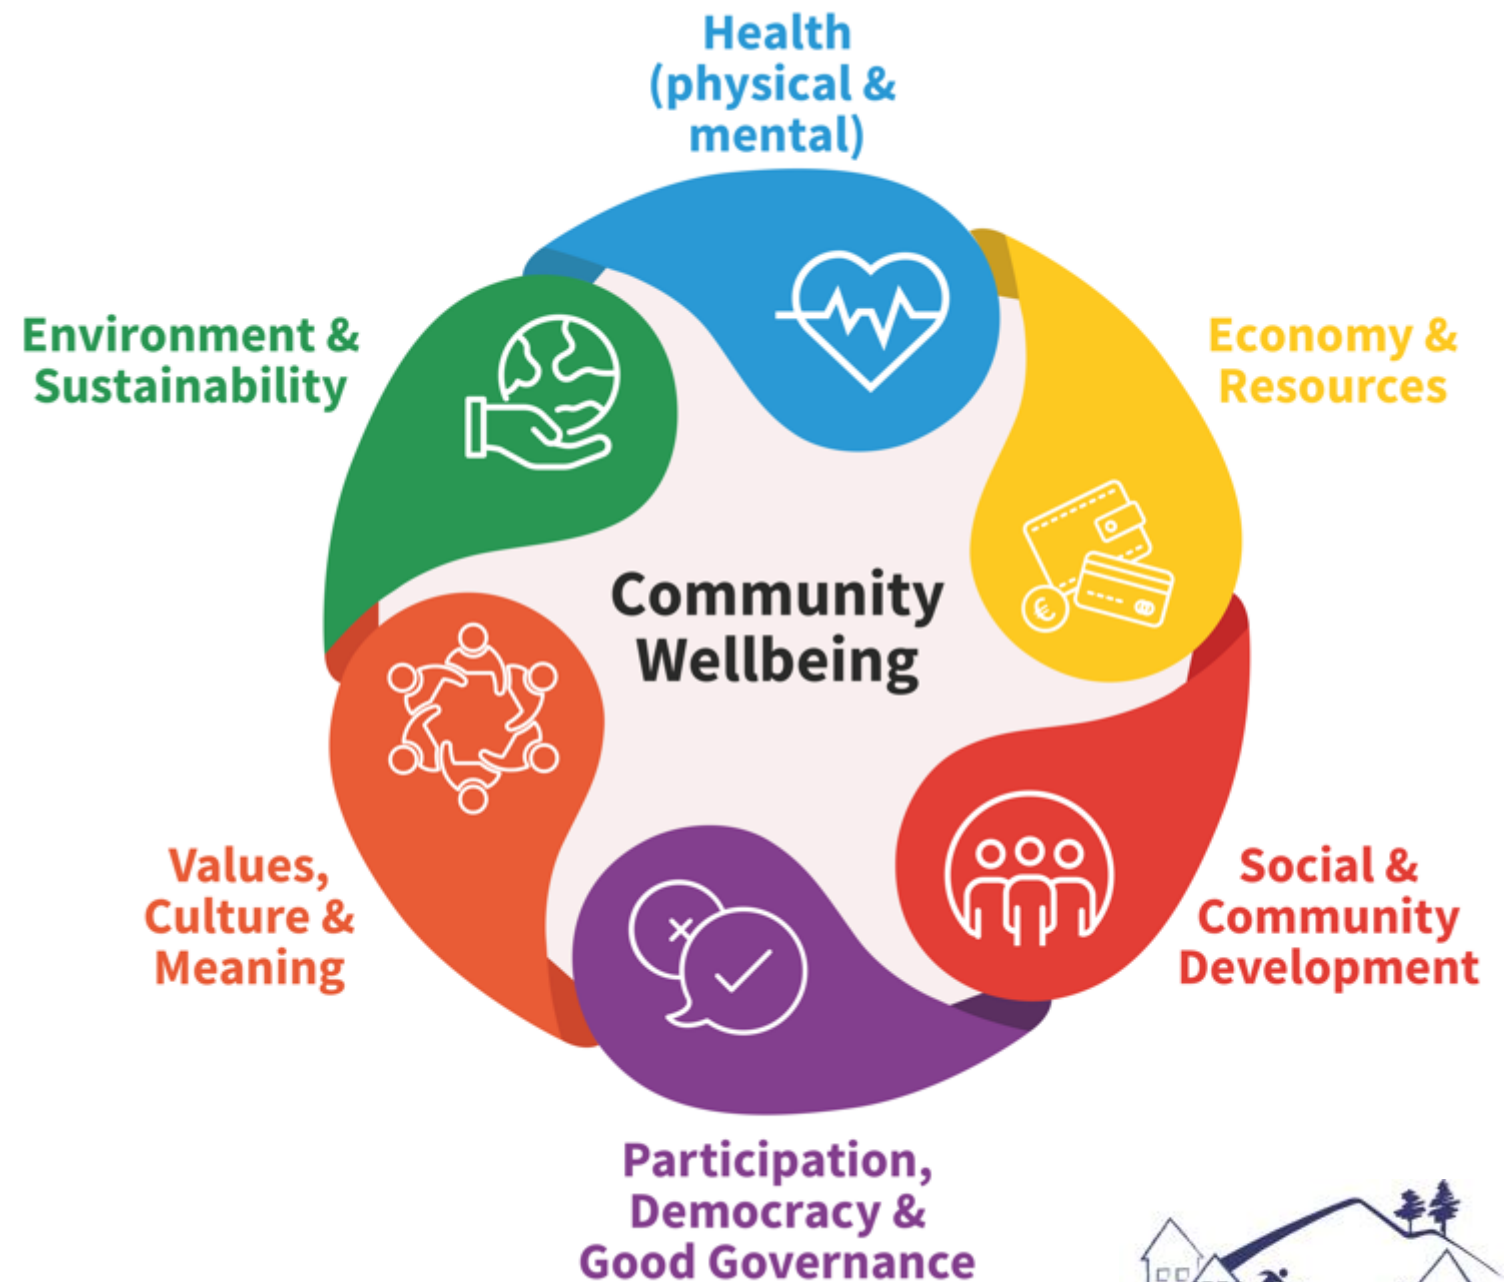 Health
(physical &
mental)
Economy &
Resources
Environment &
Sustainability
Community
Wellbeing
€
Social &
Community
Development
Values,
Culture &
Meaning
Participation,
Democracy &
Good Governance